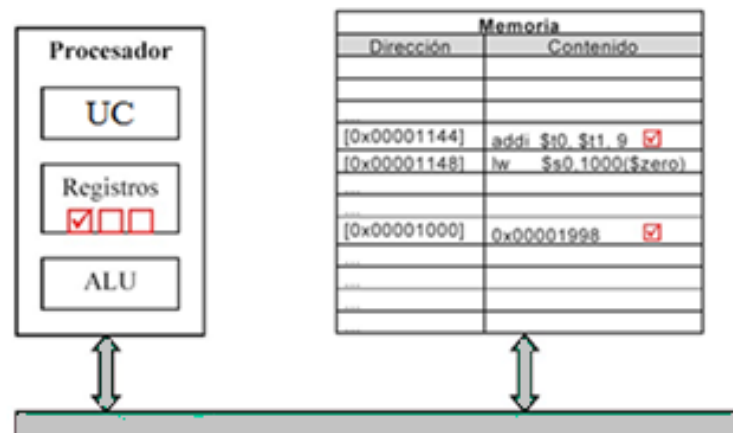 Procesador
UC
Registros
ALU
Memoria
Dirección Contenido
...
[0x00001144] addi $t0, $t1, 9
[0x00001148] lw $s0,1000($zero)
...
...
[0x00001000] 0x00001998
...
...
...
...